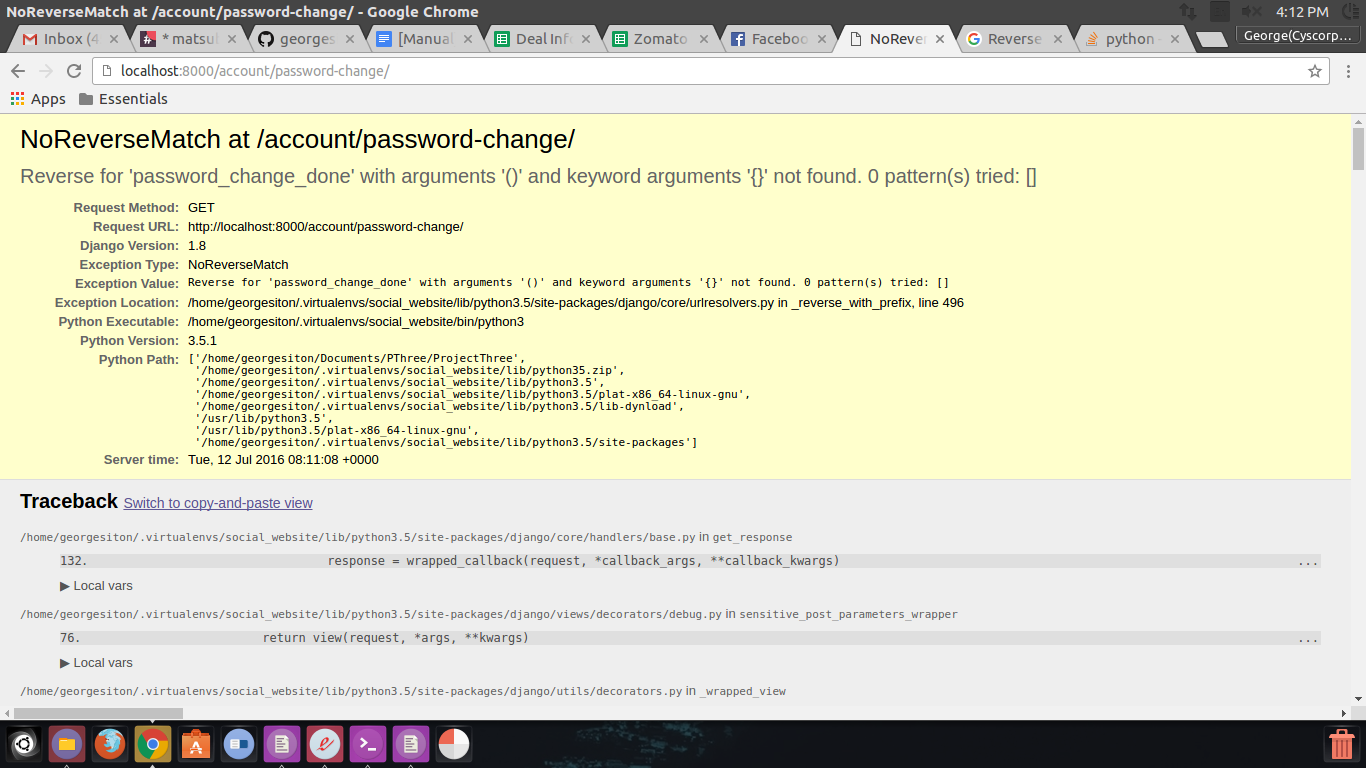 NoReverseMatch at /account/password-change/ - Google Chrome
4:12 PM
Inbox (4
* matsul
georges
[Manual
Deal Inf
Zomato
Faceboo
NoRever
Reverse
python -
George(Cyscorp...
localhost:8000/account/password-change/
Apps
Essentials
NoReverseMatch at /account/password-change/
Reverse for 'password_change_done' with arguments '()' and keyword arguments '{}' not found. 0 pattern(s) tried: []
Request Method: GET
Request URL: http://localhost:8000/account/password-change/
Django Version: 1.8
Exception Type: NoReverseMatch
Exception Value: Reverse for 'password_change_done' with arguments '()' and keyword arguments '{}' not found. 0 pattern(s) tried: []
Exception Location: /home/georgesiton/.virtualenvs/social_website/lib/python3.5/site-packages/django/core/urlresolvers.py in _reverse_with_prefix, line 496
Python Executable: /home/georgesiton/.virtualenvs/social_website/bin/python3
Python Version: 3.5.1
Python Path: ['/home/georgesiton/Documents/PThree/ProjectThree',
'/home/georgesiton/.virtualenvs/social_website/lib/python35.zip',
'/home/georgesiton/.virtualenvs/social_website/lib/python3.5',
'/home/georgesiton/.virtualenvs/social_website/lib/python3.5/plat-x86_64-linux-gnu',
'/home/georgesiton/.virtualenvs/social_website/lib/python3.5/lib-dynload',
'/usr/lib/python3.5',
'/usr/lib/python3.5/plat-x86_64-linux-gnu',
'/home/georgesiton/.virtualenvs/social_website/lib/python3.5/site-packages']
Server time: Tue, 12 Jul 2016 08:11:08 +0000
Traceback Switch to copy-and-paste view
/home/georgesiton/.virtualenvs/social_website/lib/python3.5/site-packages/django/core/handlers/base.py in get_response
132. response = wrapped_callback(request, *callback_args, **callback_kwargs) ...
▶ Local vars
/home/georgesiton/.virtualenvs/social_website/lib/python3.5/site-packages/django/views/decorators/debug.py in sensitive_post_parameters_wrapper
76. return view(request, *args, **kwargs) ...
▶ Local vars
/home/georgesiton/.virtualenvs/social_website/lib/python3.5/site-packages/django/utils/decorators.py in _wrapped_view